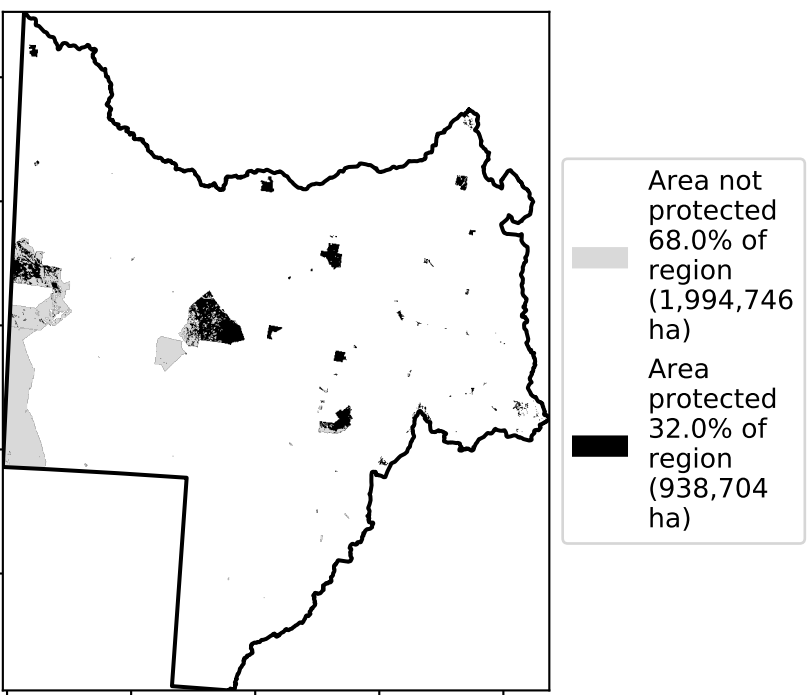 Area not
protected
68.0% of
region
(1,994,746
ha)
Area
protected
32.0% of
region
(938,704
ha)